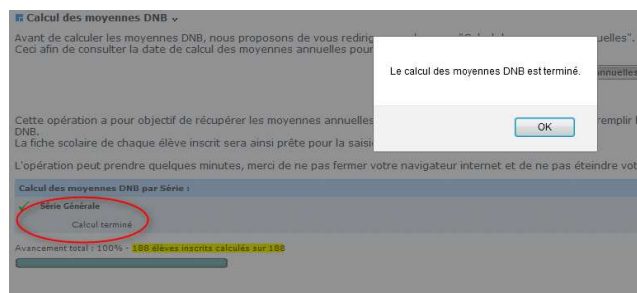 Calcul des moyennes DNB
Avant de calculer les moyennes DNB, nous proposons de vous rediriger
uelles".
Ceci afin de consulter la date de calcul des moyennes annuelles pour
Le calcul des moyennes DNB est terminé.
nnuelles
OK
Cette opération a pour objectif de récupérer les moyennes annuelles
remplir l
DNB.
La fiche scolaire de chaque élève inscrit sera ainsi prête pour la saisi
L'opération peut prendre quelques minutes, merci de ne pas fermer votre navigateur internet et de ne pas éteindre vot
Calcul des moyennes DNB par Série :
Série Générale
Calcul terminé
Avancement total : 100% - 188 élèves inscrits calculés sur 188